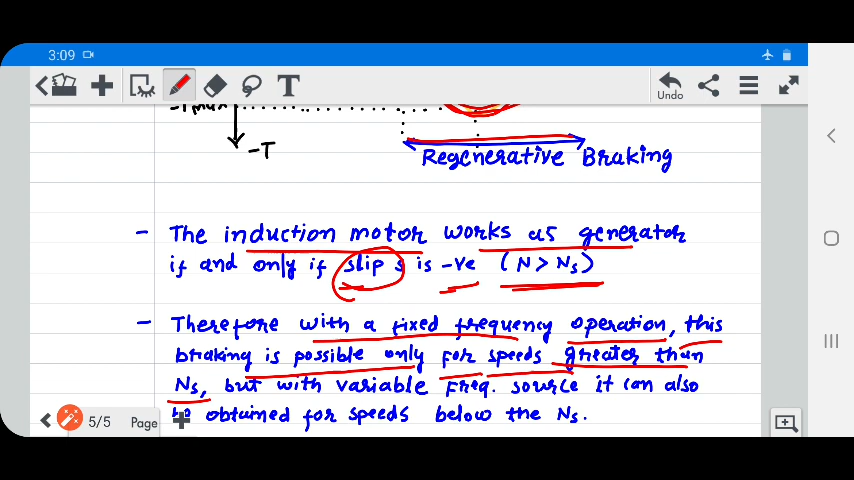 3:09
T
Undo
-Tmax
-T
Regenerative Braking
- The induction motor works as generator
if and only if slip s is -ve (N > Ns)
- Therefore with a fixed frequency operation, this
braking is possible only for speeds greater than
Ns, but with variable freq. source it can also
be obtained for speeds below the Ns.
5/5 Page